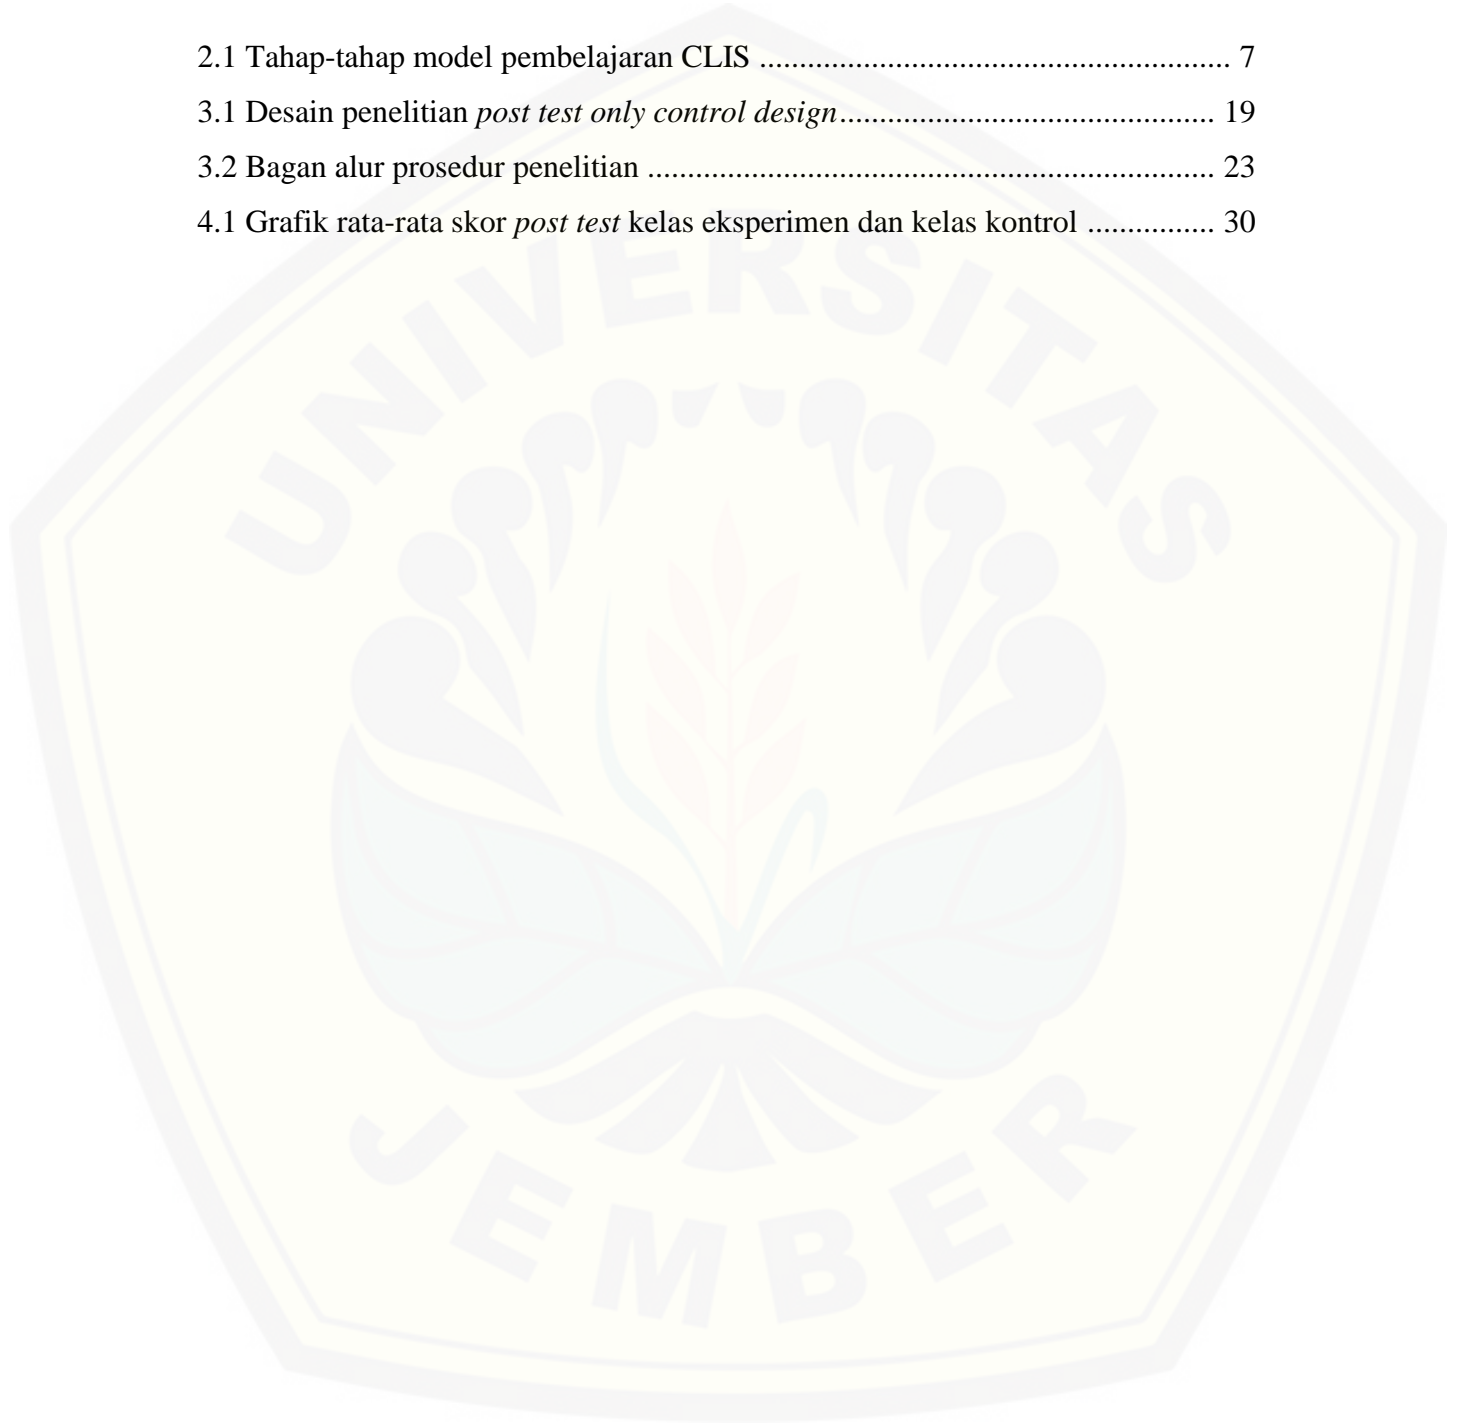 2.1 Tahap-tahap model pembelajaran CLIS ........................................................... 7
3.1 Desain penelitian post test only control design............................................... 19
3.2 Bagan alur prosedur penelitian ....................................................................... 23
4.1 Grafik rata-rata skor post test kelas eksperimen dan kelas kontrol ................ 30
UNIVERSITAS
JEMBER